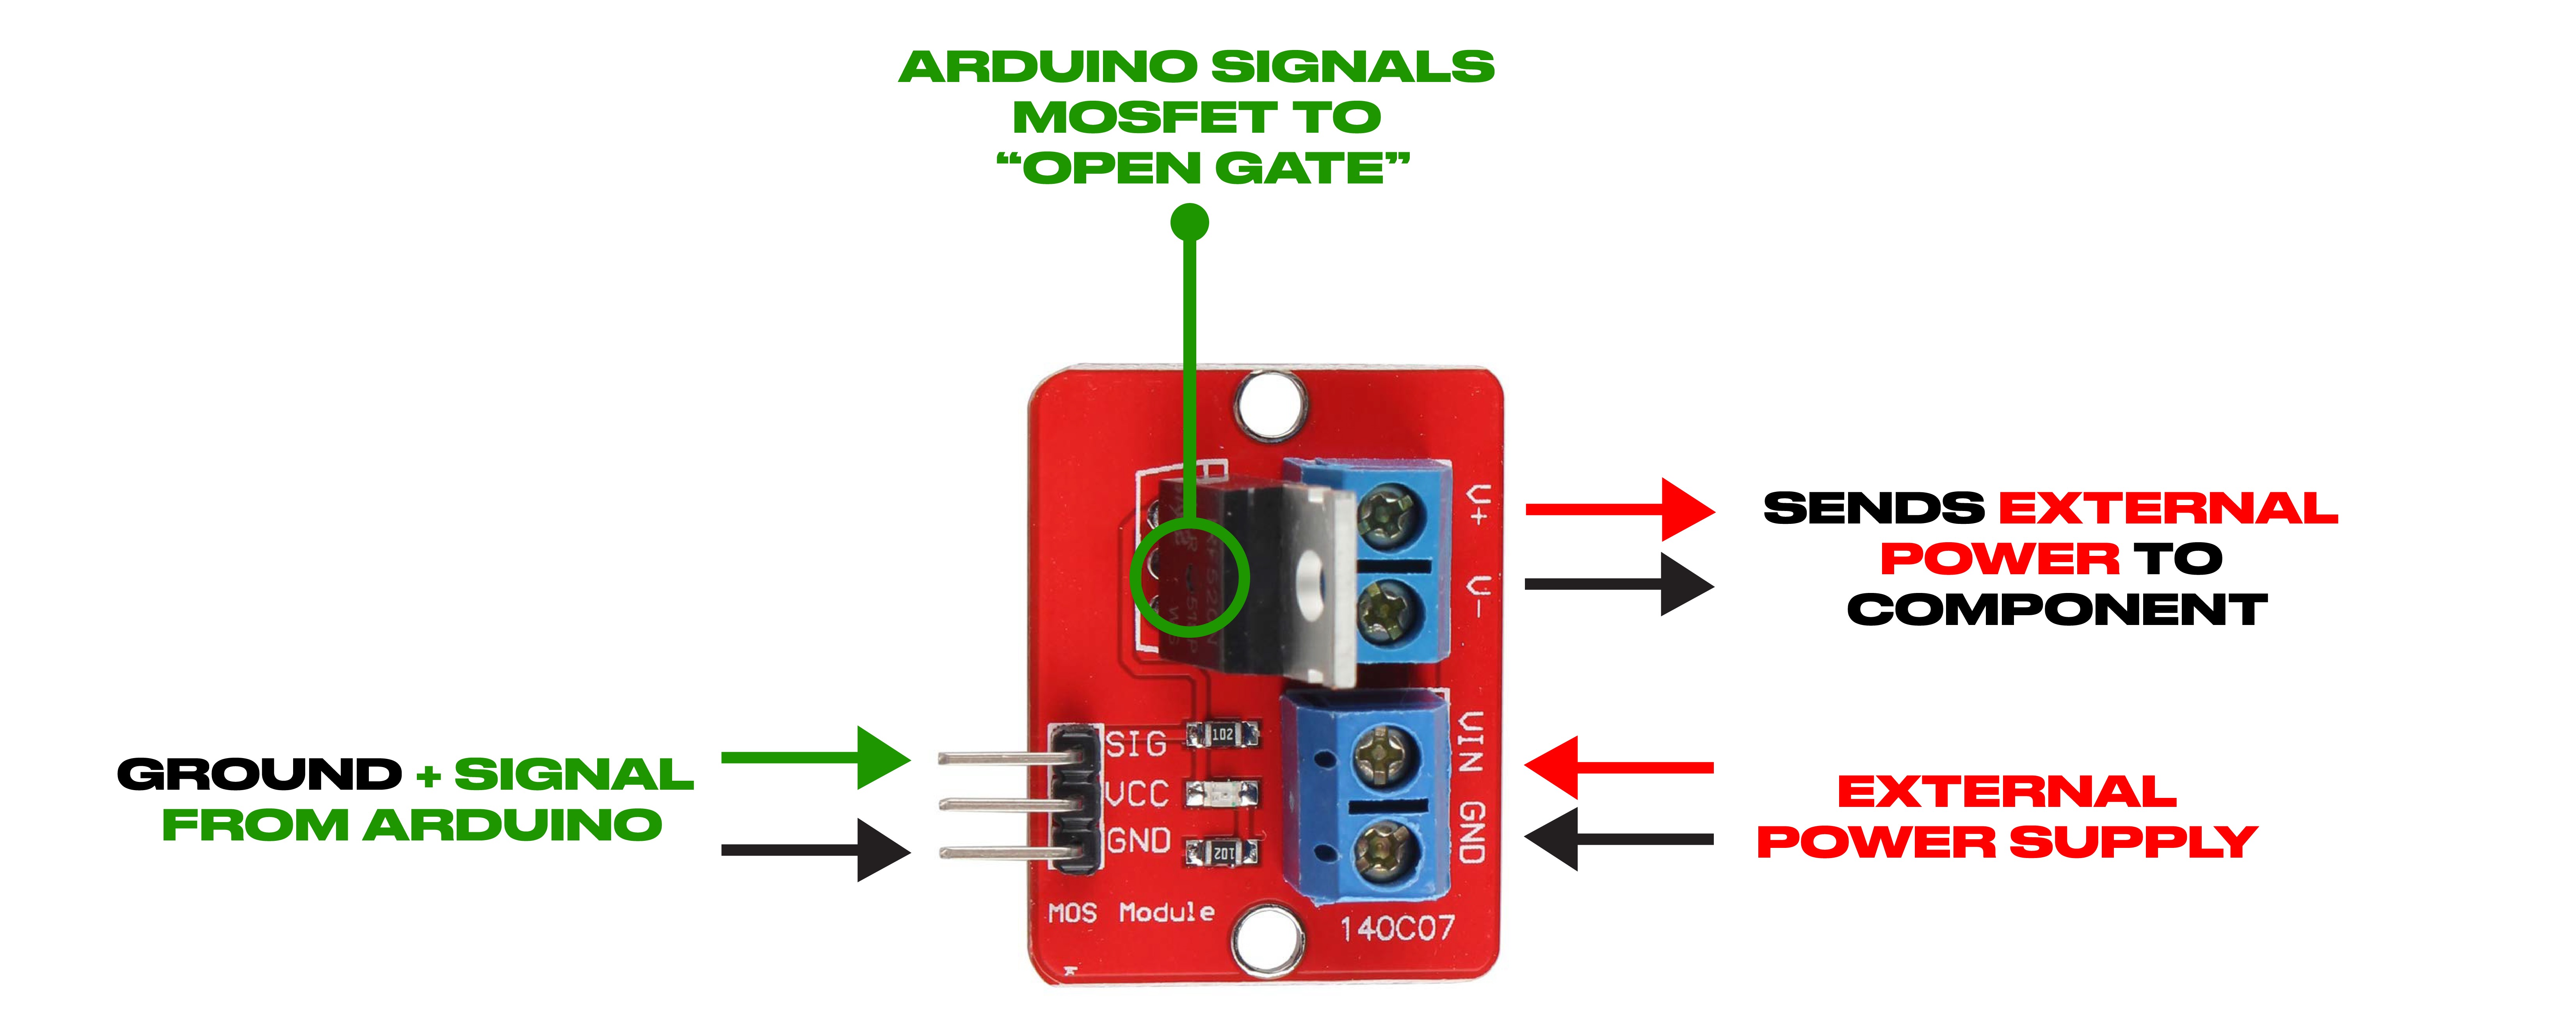 ARDUINO SIGNALS
MOSFET TO
“OPEN GATE”
V+
V-
SENDS EXTERNAL
POWER TO
COMPONENT
GROUND + SIGNAL
FROM ARDUINO
SIG
VCC
GND
102
102
VIN
GND
EXTERNAL
POWER SUPPLY
MOS Module
140C07